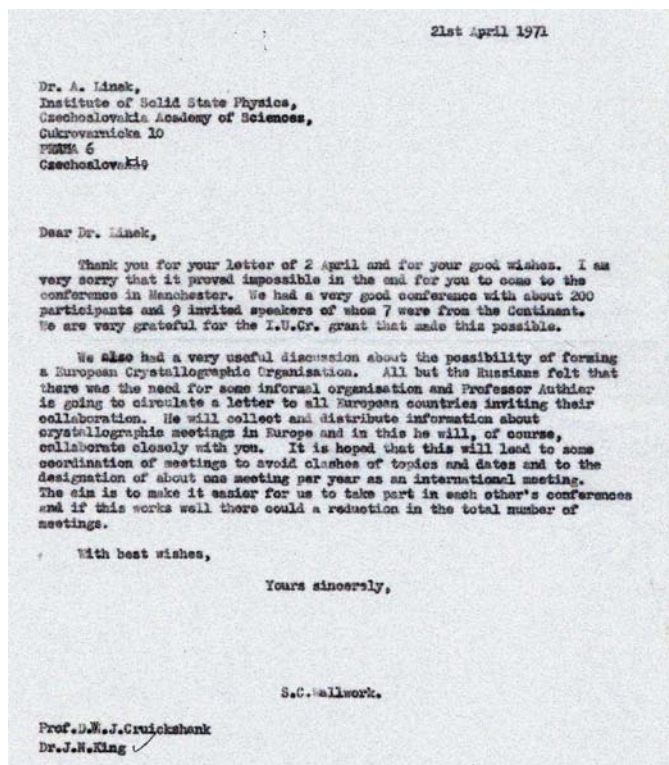 21st April 1971
Dr. A. Linek,
Institute of Solid State Physics,
Czechoslovakia Academy of Sciences,
Cukrovarnicka 10
PRAHA 6
Czechoslovakia
Dear Dr. Linek,
Thank you for your letter of 2 April and for your good wishes. I am
very sorry that it proved impossible in the end for you to come to the
conference in Manchester. We had a very good conference with about 200
participants and 9 invited speakers of whom 7 were from the Continent.
We are very grateful for the I.U.Cr. grant that made this possible.
We also had a very useful discussion about the possibility of forming
a European Crystallographic Organisation. All but the Russians felt that
there was the need for some informal organisation and Professor Authier
is going to circulate a letter to all European countries inviting their
collaboration. He will collect and distribute information about
crystallographic meetings in Europe and in this he will, of course,
collaborate closely with you. It is hoped that this will lead to some
coordination of meetings to avoid clashes of topics and dates and to the
designation of about one meeting per year as an international meeting.
The aim is to make it easier for us to take part in each other's conferences
and if this works well there could a reduction in the total number of
meetings.
With best wishes,
Yours sincerely,
S.C.Wallwork.
Prof.D.W.J.Cruickshank
Dr.J.N.King